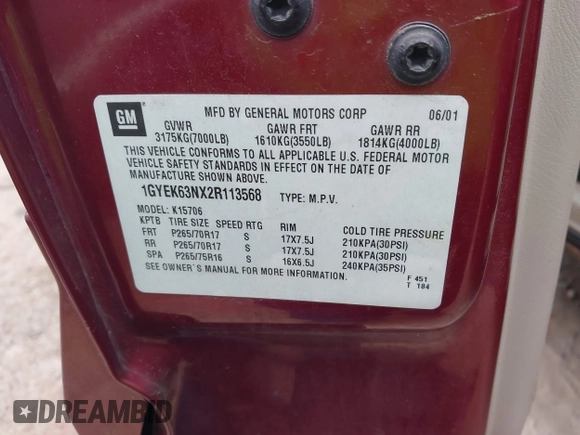 GM
MFD BY GENERAL MOTORS CORP 06/01
GVWR GAWR FRT GAWR RR
3175KG(7000LB) 1610KG(3550LB) 1814KG(4000LB)
THIS VEHICLE CONFORMS TO ALL APPLICABLE U.S. FEDERAL MOTOR
VEHICLE SAFETY STANDARDS IN EFFECT ON THE DATE OF
MANUFACTURE SHOWN ABOVE.
1GYEK63NX2R113568 TYPE: M.P.V.
MODEL: K15706
KPTB TIRE SIZE SPEED RTG RIM COLD TIRE PRESSURE
FRT P265/70R17 S 17X7.5J 210KPA(30PSI)
RR P265/70R17 S 17X7.5J 210KPA(30PSI)
SPA P265/75R16 S 16X6.5J 240KPA(35PSI)
SEE OWNER'S MANUAL FOR MORE INFORMATION.
F 451
T 184
DREAMBID